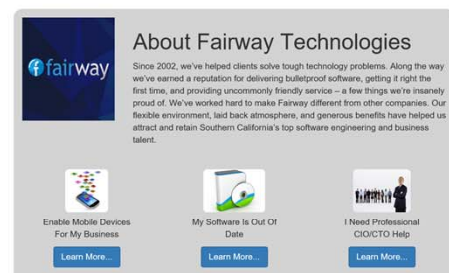 fairway
About Fairway Technologies
Since 2002, we've helped clients solve tough technology problems. Along the way
we've earned a reputation for delivering bulletproof software, getting it right the
first time, and providing uncommonly friendly service – a few things we're insanely
proud of. We've worked hard to make Fairway different from other companies. Our
flexible environment, laid back atmosphere, and generous benefits have helped us
attract and retain Southern California's top software engineering and business
talent.
Enable Mobile Devices
For My Business
My Software Is Out Of
Date
I Need Professional
CIO/CTO Help
Learn More...
Learn More...
Learn More...